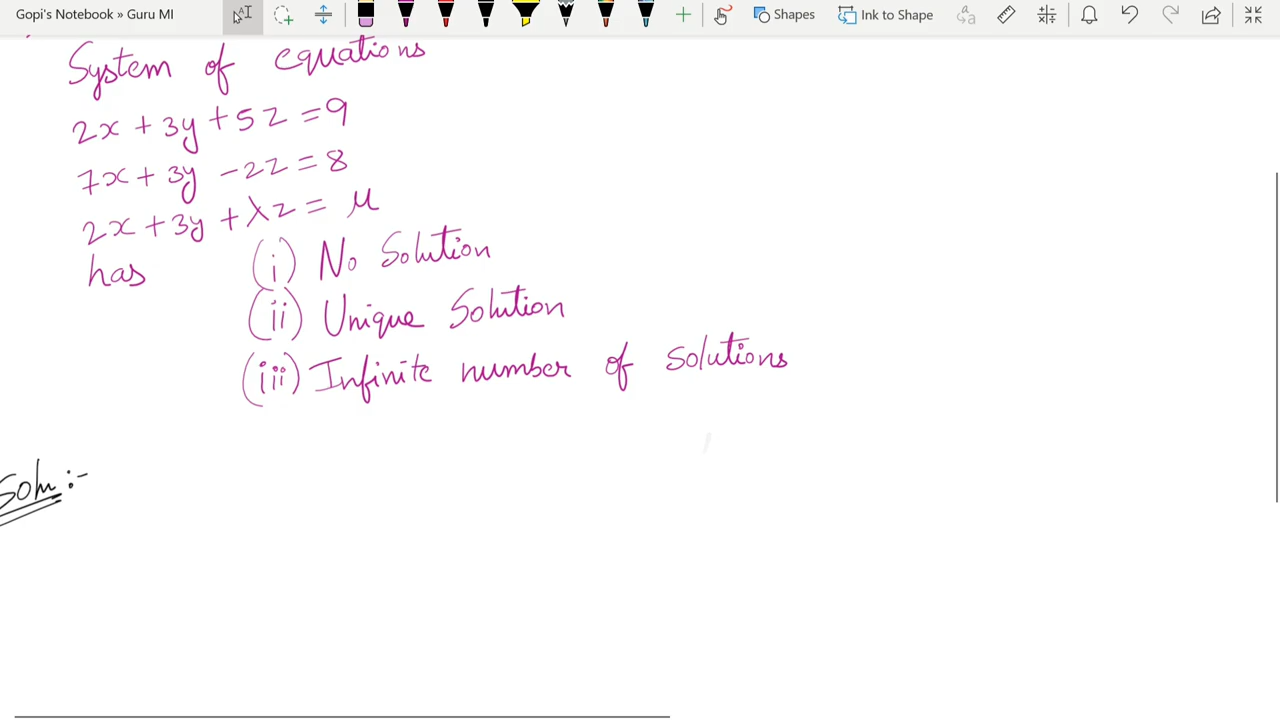 Gopi's Notebook » Guru MI
Shapes
Ink to Shape
System of equations
2x + 3y + 5z = 9
7x + 3y - 2z = 8
2x + 3y + λz = μ
has (i) No Solution
(ii) Unique Solution
(iii) Infinite number of solutions
Soln :-